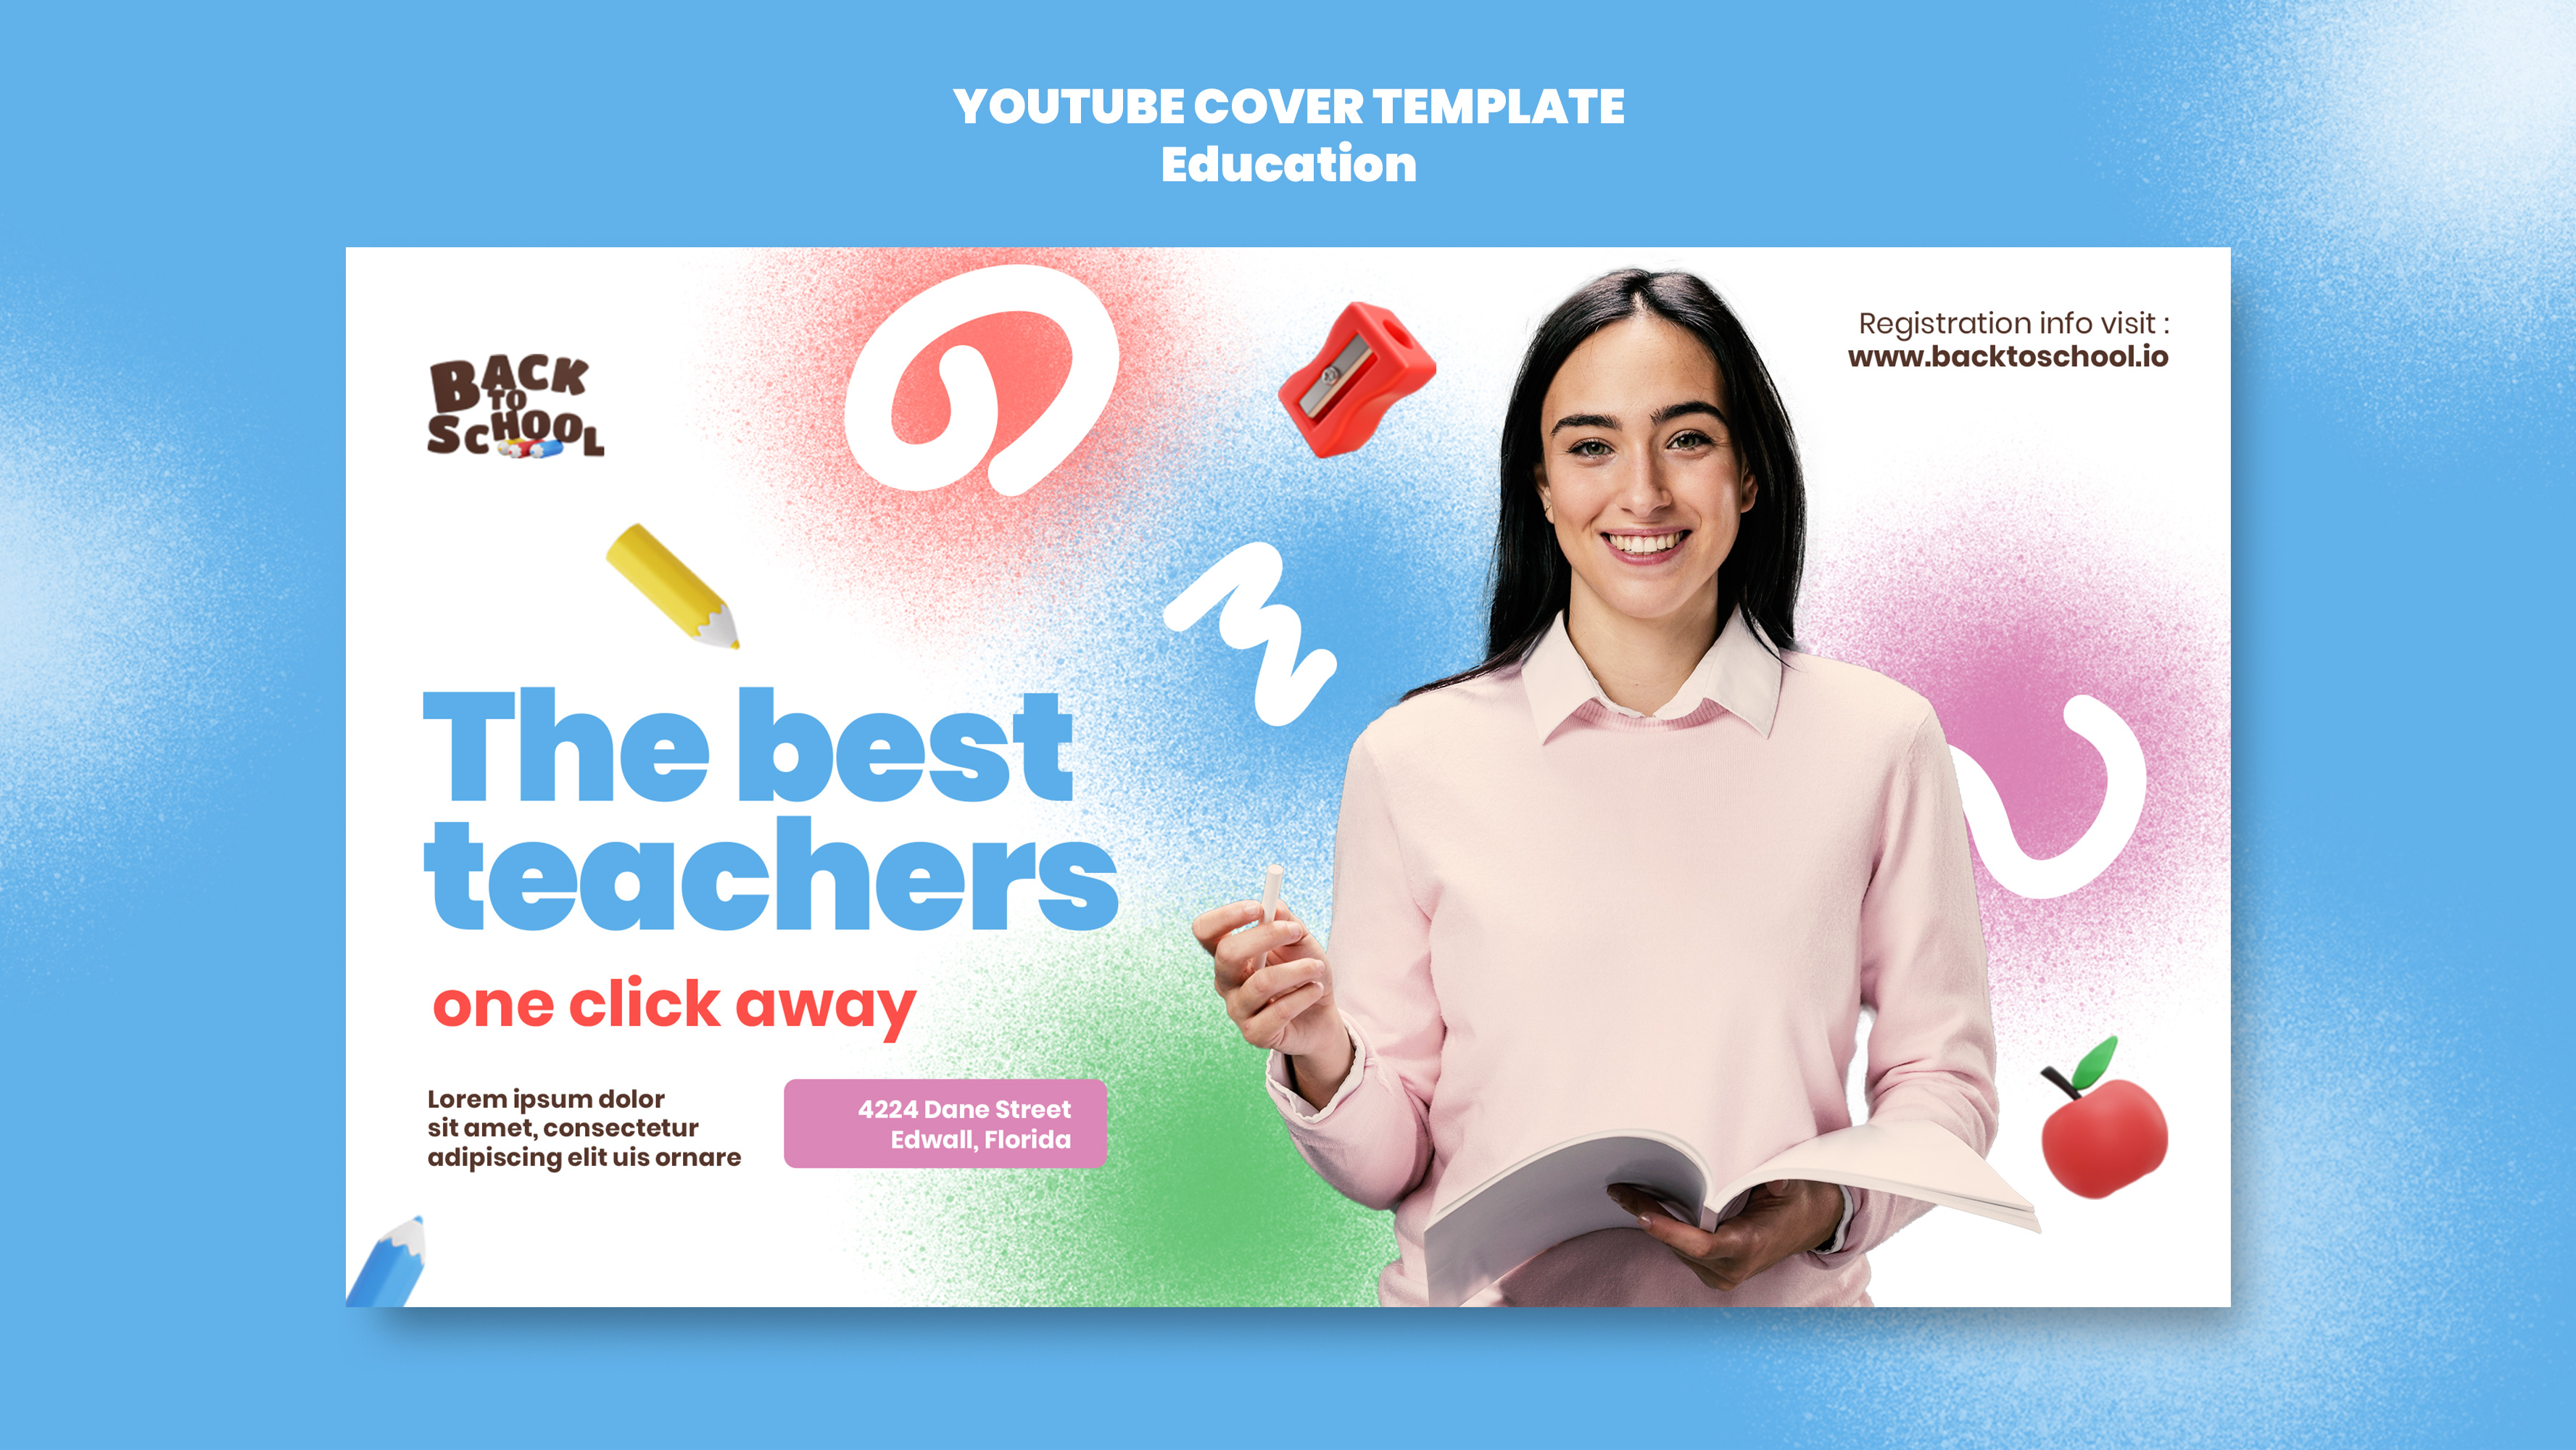 YOUTUBE COVER TEMPLATE
Education
BACK
TO
SCHOOL
Registration info visit :
www.backtoschool.io
The best
teachers
one click away
Lorem ipsum dolor
sit amet, consectetur
adipiscing elit uis ornare
4224 Dane Street
Edwall, Florida